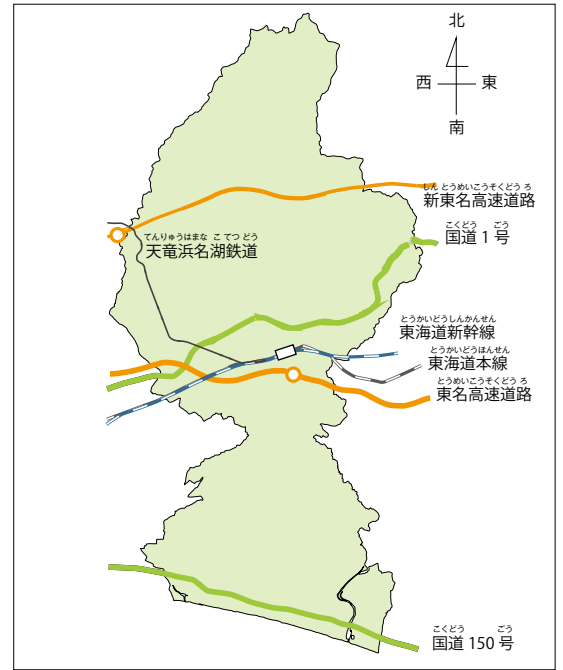 北
西
東
南
しんとうめいこうそくどうろ
新東名高速道路
こくどう ごう
国道 1 号
てんりゅうはまな こ てつ どう
天竜浜名湖鉄道
とうかいどうしんかんせん
東海道新幹線
とうかいどうほんせん
東海道本線
とうめいこうそくどうろ
東名高速道路
こくどう ごう
国道 150 号